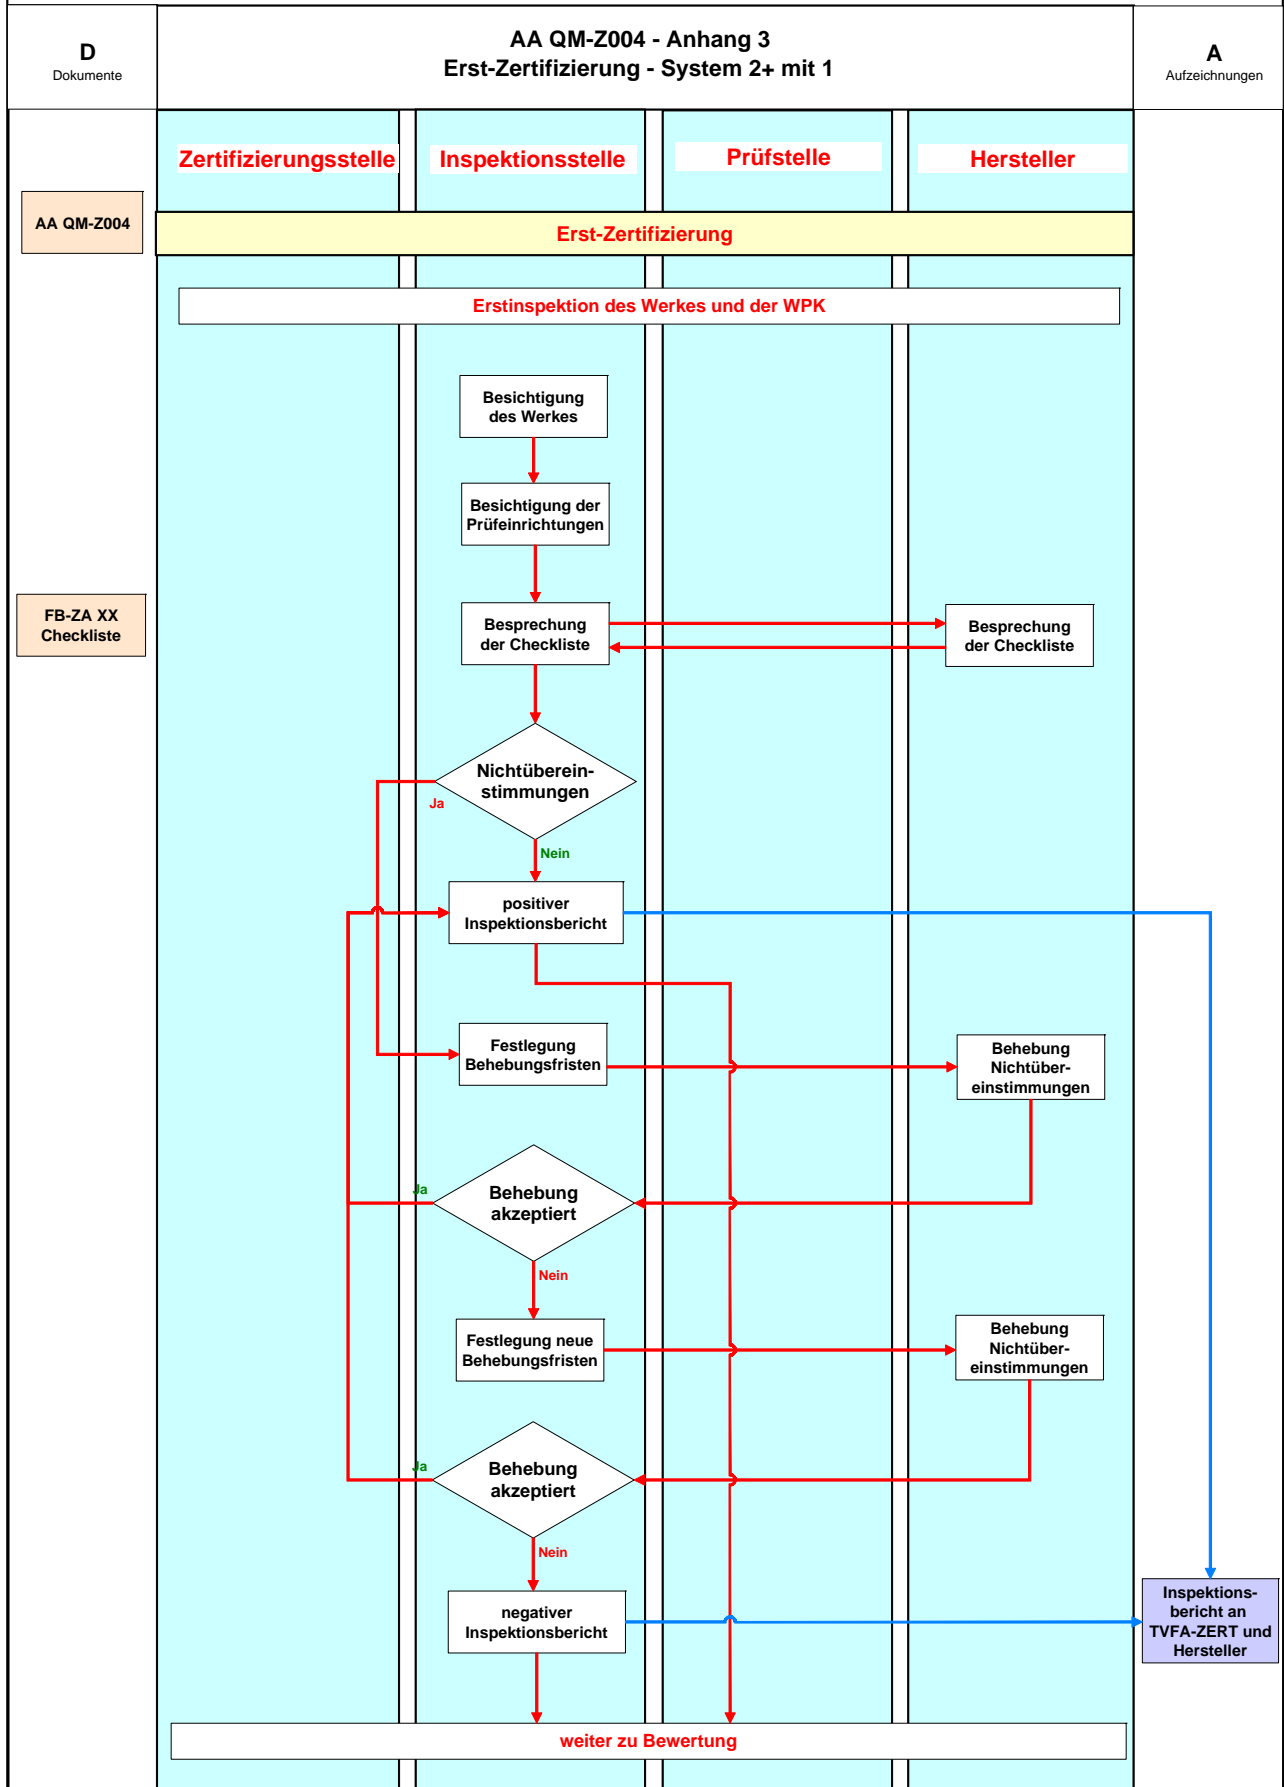 D
Dokumente
AA QM-Z004 - Anhang 3
Erst-Zertifizierung - System 2+ mit 1
A
Aufzeichnungen
Zertifizierungsstelle
Inspektionsstelle
Prüfstelle
Hersteller
AA QM-Z004
Erst-Zertifizierung
Erstinspektion des Werkes und der WPK
Besichtigung
des Werkes
Besichtigung der
Prüfeinrichtungen
FB-ZA XX
Checkliste
Besprechung
der Checkliste
Besprechung
der Checkliste
Nichtüberein-
stimmungen
Ja
Nein
positiver
Inspektionsbericht
Festlegung
Behebungsfristen
Behebung
Nichtüber-
einstimmungen
Ja
Behebung
akzeptiert
Nein
Festlegung neue
Behebungsfristen
Behebung
Nichtüber-
einstimmungen
Ja
Behebung
akzeptiert
Nein
negativer
Inspektionsbericht
Inspektions-
bericht an
TVFA-ZERT und
Hersteller
weiter zu Bewertung